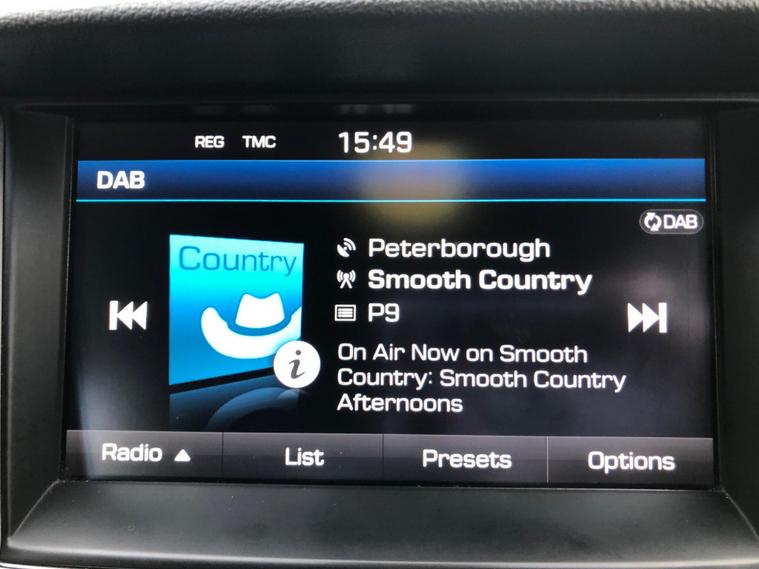 REG TMC 15:49
DAB
DAB
Country
Peterborough
Smooth Country
P9
i
On Air Now on Smooth
Country: Smooth Country
Afternoons
Radio List Presets Options